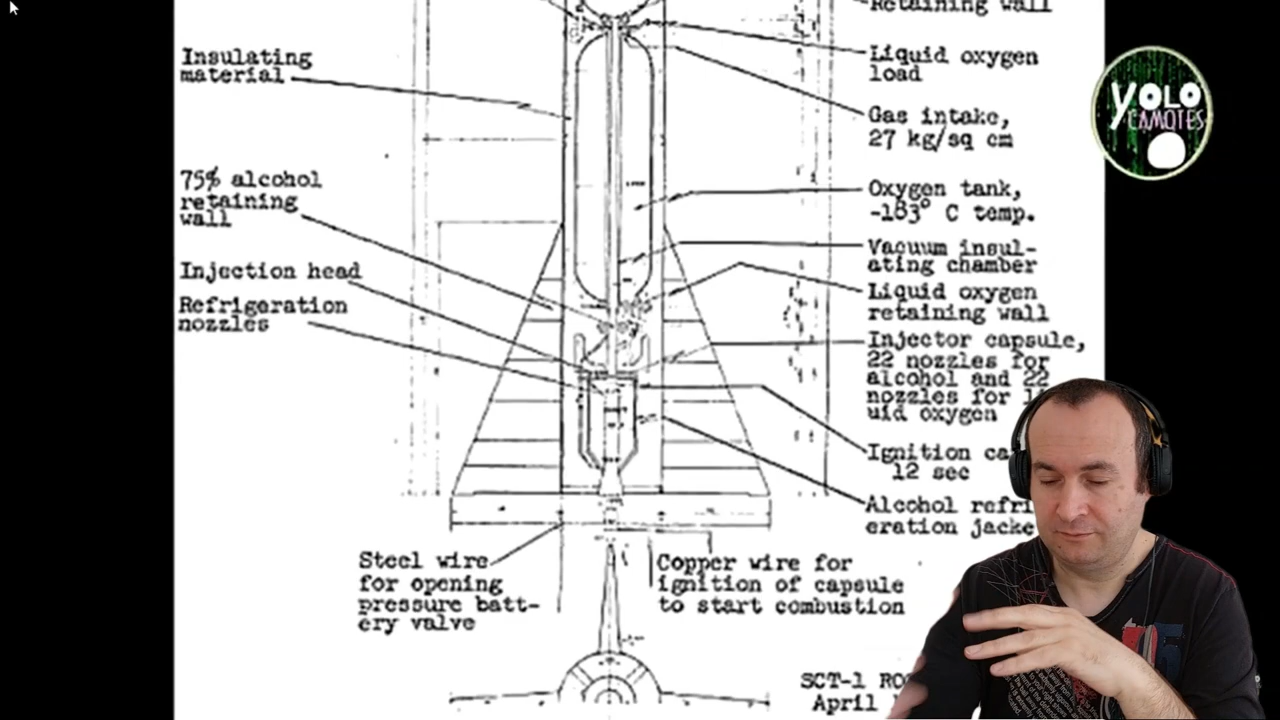 Retaining wall
Insulating
material
Liquid oxygen
load
Gas intake,
27 kg/sq cm
75% alcohol
retaining
wall
Oxygen tank,
-183° C temp.
Vacuum insul-
ating chamber
Injection head
Liquid oxygen
retaining wall
Refrigeration
nozzles
Injector capsule,
22 nozzles for
alcohol and 22
nozzles for
uid oxygen
Ignition
12 sec
Alcohol
eration
Steel wire
for opening
pressure batt-
ery valve
Copper wire for
ignition of capsule
to start combustion
SCT-1
April
YOLO
CAMOTES